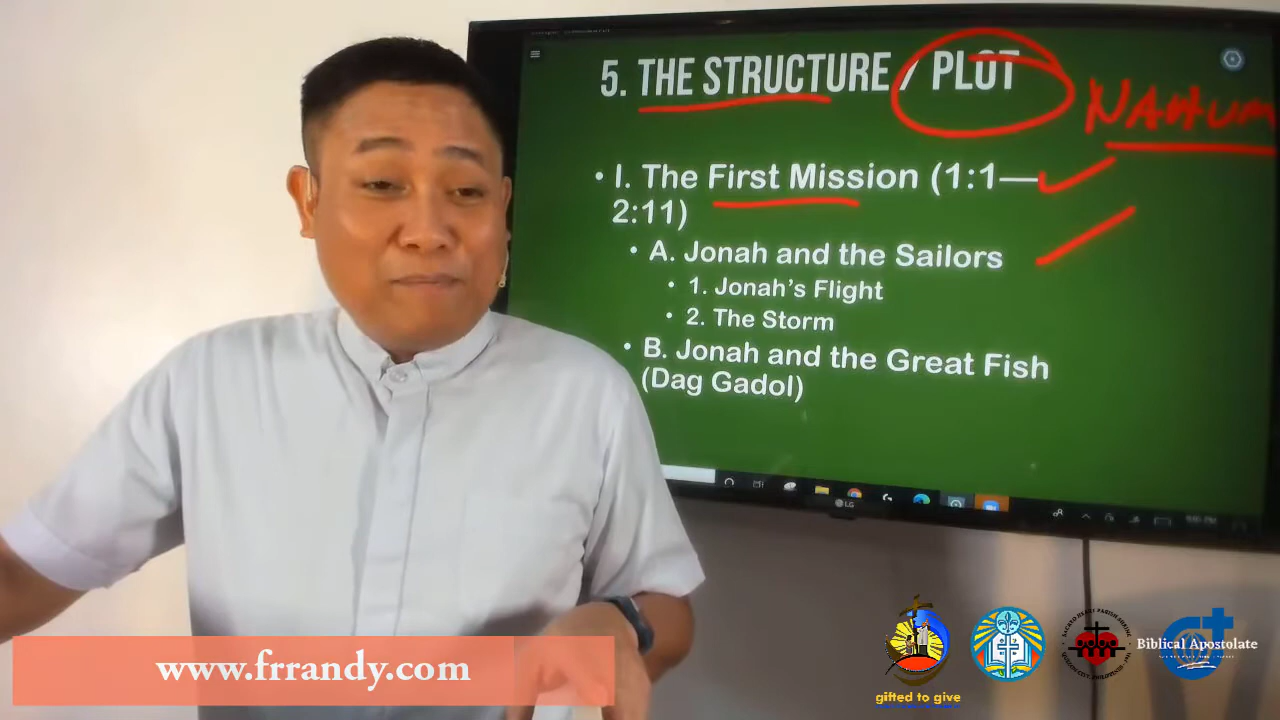 5. THE STRUCTURE / PLOT
NAHUM
• I. The First Mission (1:1—
2:11)
• A. Jonah and the Sailors
• 1. Jonah's Flight
• 2. The Storm
• B. Jonah and the Great Fish
(Dag Gadol)
LG
www.frrandy.com
gifted to give
Biblical Apostolate